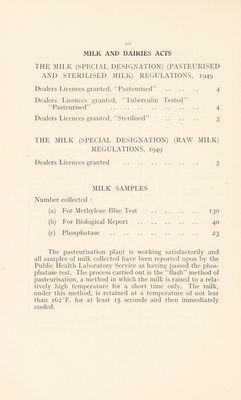 20
MILK AND DAIRIES ACTS
THE MILK (SPECIAL DESIGNATION) (PASTEURISED
AND STERILISED MILK) REGULATIONS, 1949
Dealers Licences granted, "Pasteurised" .. .. .. 4
Dealers Licences granted, "Tuberculin Tested"
"Pasteurised" .. .. .. .. .. .. 4
Dealers Licences granted, "Sterilised" .. .. .. 3
THE MILK (SPECIAL DESIGNATION) (RAW MILK)
REGULATIONS, 1949
Dealers Licences granted .. .. .. .. .. 3
MILK SAMPLES
Number collected :
(a) For Methylene Blue Test .. .. .. 130
(b) For Biological Report .. .. .. .. 40
(c) Phosphatase .. .. .. .. .. .. 23
The pasteurisation plant is working satisfactorily and
all samples of milk collected have been reported upon by the
Public Health Laboratory Service as having passed the phos-
phatase test. The process carried out is the "flash" method of
pasteurisation, a method in which the milk is raised to a rela-
tively high temperature for a short time only. The milk,
under this method, is retained at a temperature of not less
than 162°F. for at least 15 seconds and then immediately
cooled.